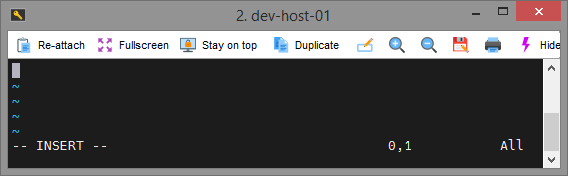 2. dev-host-01
Re-attach Fullscreen Stay on top Duplicate Hide
~
~
~
~
-- INSERT -- 0,1 All